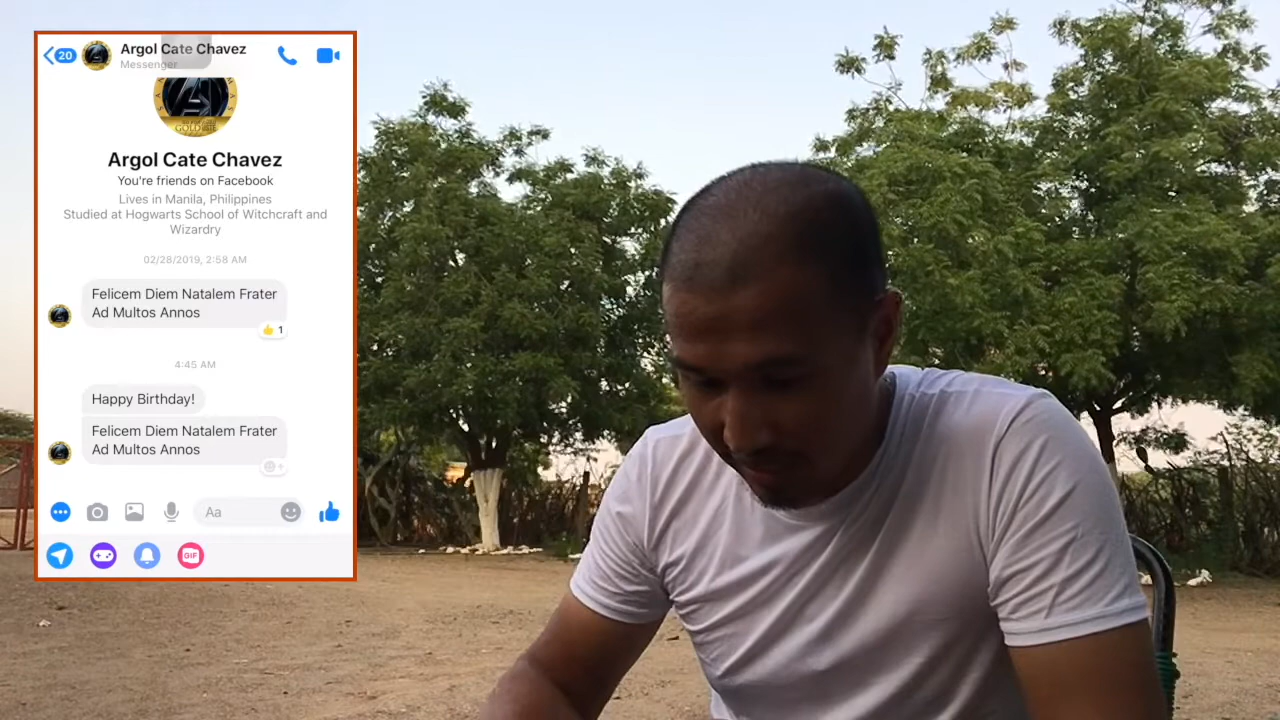 20
Argol Cate Chavez
Messenger
Argol Cate Chavez
You're friends on Facebook
Lives in Manila, Philippines
Studied at Hogwarts School of Witchcraft and
Wizardry
02/28/2019, 2:58 AM
Felicem Diem Natalem Frater
Ad Multos Annos
1
4:45 AM
Happy Birthday!
Felicem Diem Natalem Frater
Ad Multos Annos
Aa
GIF